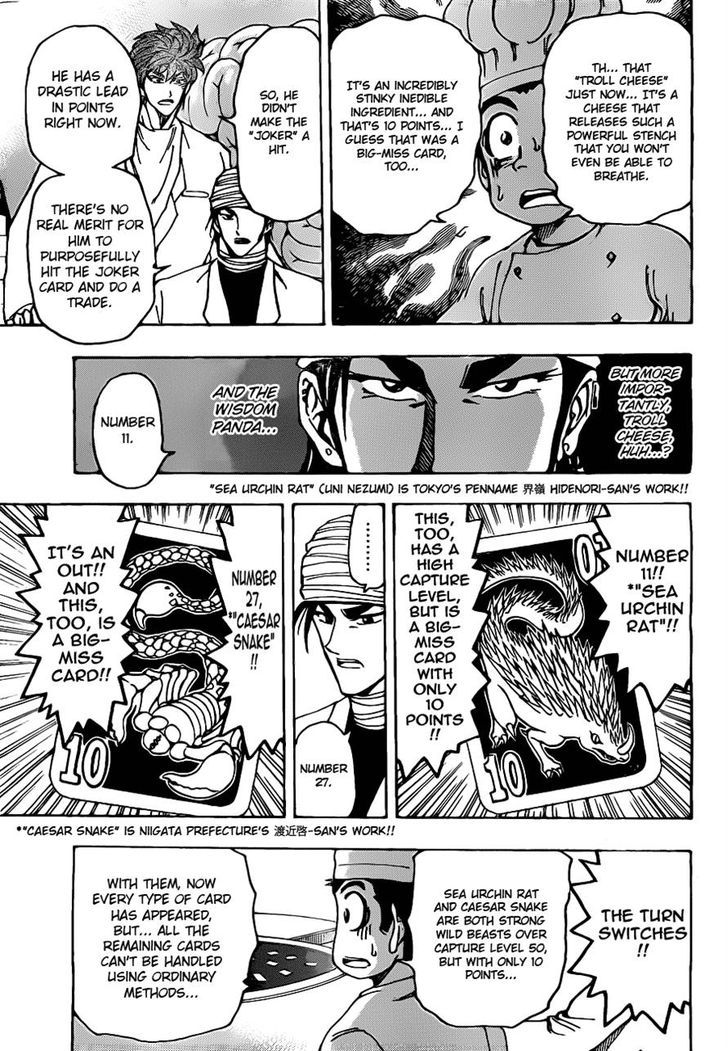 TH... THAT
"TROLL CHEESE"
JUST NOW... IT'S A
CHEESE THAT
RELEASES SUCH A
POWERFUL STENCH
THAT YOU WON'T
EVEN BE ABLE TO
BREATHE.
IT'S AN
INCREDIBLY
STINKY INEDIBLE
INGREDIENT... AND
THAT'S 10 POINTS... I
GUESS THAT WAS A
BIG-MISS CARD,
TOO...
SO, HE
DIDN'T
MAKE THE
"JOKER" A
HIT.
HE HAS A
DRASTIC LEAD
IN POINTS
RIGHT NOW.
THERE'S NO
REAL MERIT FOR
HIM TO
PURPOSEFULLY
HIT THE JOKER
CARD AND DO A
TRADE.
BUT MORE
IMPOR-
TANTLY,
TROLL
CHEESE,
HUH...?
AND THE
WISDOM
PANDA...
NUMBER
11.
*"SEA URCHIN RAT" (UNI NEZUMI) IS TOKYO'S PENNAME 界嶺 HIDENORI-SAN'S WORK!!
NUMBER
11!!
*"SEA
URCHIN
RAT"!!
THIS,
TOO,
HAS A
HIGH
CAPTURE
LEVEL,
BUT IS A
BIG-
MISS
CARD
WITH
ONLY
10
POINTS
!!
07
10
.......
NUMBER
27.
NUMBER
27,
*"CAESAR
SNAKE"
!!
IT'S AN
OUT!!
AND
THIS,
TOO, IS
A BIG-
MISS
CARD!!
10
*"CAESAR SNAKE" IS NIIGATA PREFECTURE'S 渡近啓-SAN'S WORK!!
THE TURN
SWITCHES
!!
SEA URCHIN RAT
AND CAESAR SNAKE
ARE BOTH STRONG
WILD BEASTS OVER
CAPTURE LEVEL 50,
BUT WITH ONLY 10
POINTS...
WITH THEM, NOW
EVERY TYPE OF CARD
HAS APPEARED,
BUT... ALL THE
REMAINING CARDS
CAN'T BE HANDLED
USING ORDINARY
METHODS...